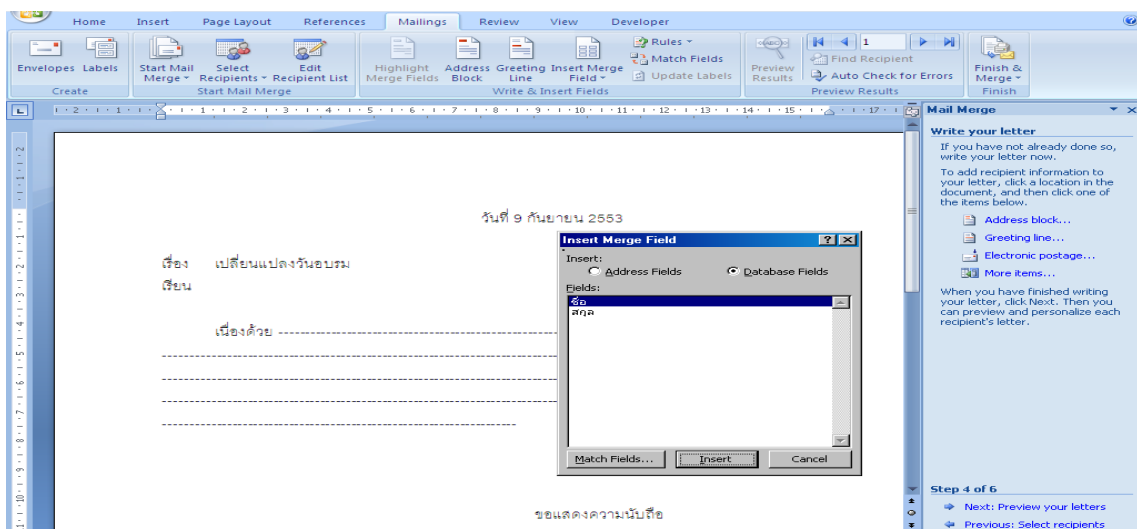 Home Insert Page Layout References Mailings Review View Developer
Envelopes Labels
Start Mail Merge
Select Recipients
Edit Recipient List
Highlight Merge Fields
Address Block
Greeting Line
Insert Merge Field
Rules
Match Fields
Update Labels
Preview Results
1
Find Recipient
Auto Check for Errors
Finish & Merge
Create Start Mail Merge Write & Insert Fields Preview Results Finish
Mail Merge
Write your letter
If you have not already done so,
write your letter now.
To add recipient information to
your letter, click a location in the
document, and then click one of
the items below.
Address block...
Greeting line...
Electronic postage...
More items...
When you have finished writing
your letter, click Next. Then you
can preview and personalize each
recipient's letter.
Step 4 of 6
Next: Preview your letters
Previous: Select recipients
วันที่ 9 กันยายน 2553
เรื่อง เปลี่ยนแปลงวันอบรม
เรียน
เนื่องด้วย ----------------------------------------------------
Insert Merge Field
Insert:
Address Fields Database Fields
Fields:
ชื่อ
สกุล
Match Fields... Insert Cancel
ขอแสดงความนับถือ